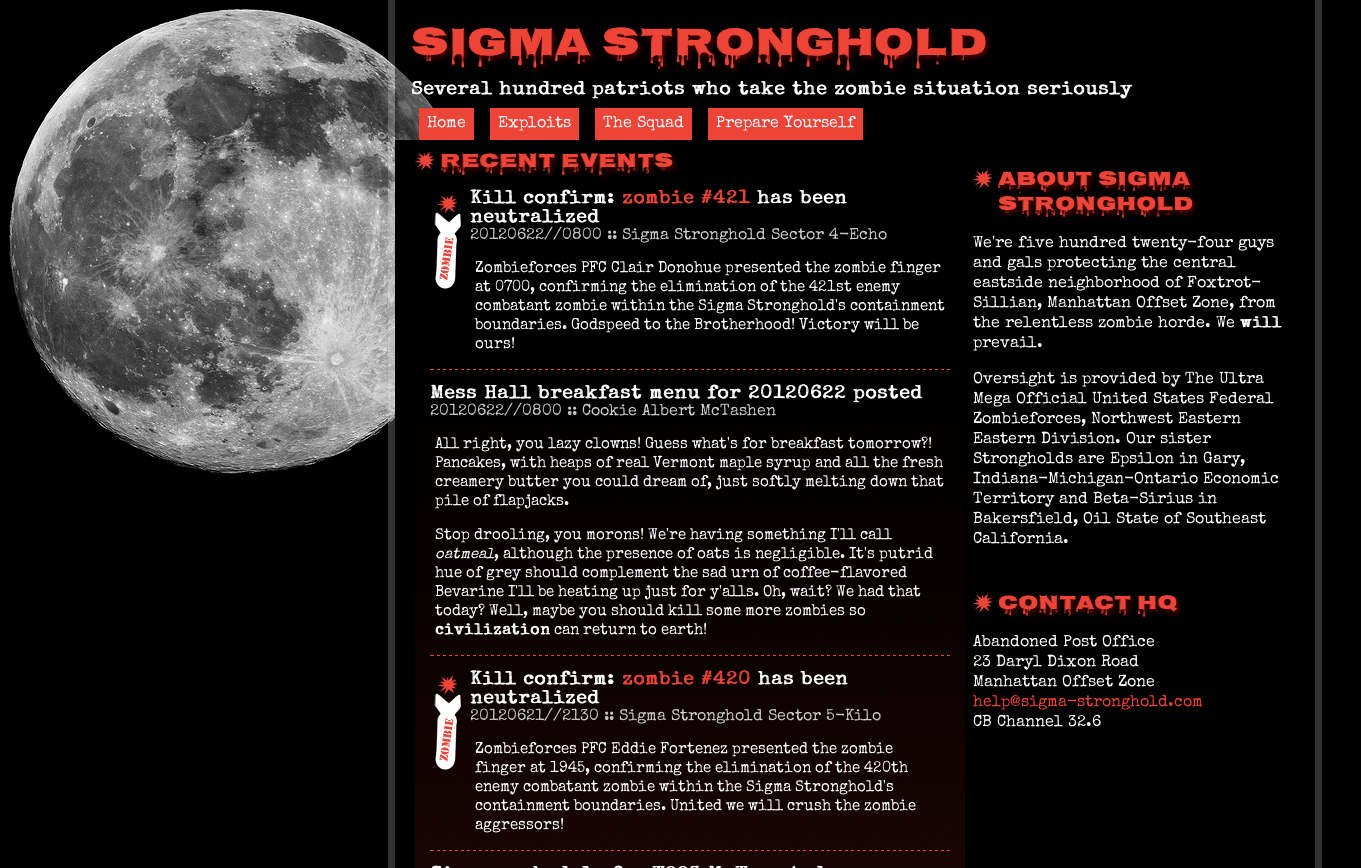 SIGMA STRONGHOLD
Several hundred patriots who take the zombie situation seriously
Home Exploits The Squad Prepare Yourself
RECENT EVENTS
Kill confirm: zombie #421 has been
neutralized
20120622//0800 :: Sigma Stronghold Sector 4-Echo
ZOMBIE
Zombieforces PFC Clair Donohue presented the zombie finger
at 0700, confirming the elimination of the 421st enemy
combatant zombie within the Sigma Stronghold's containment
boundaries. Godspeed to the Brotherhood! Victory will be
ours!
Mess Hall breakfast menu for 20120622 posted
20120622//0800 :: Cookie Albert McTashen
All right, you lazy clowns! Guess what's for breakfast tomorrow?!
Pancakes, with heaps of real Vermont maple syrup and all the fresh
creamery butter you could dream of, just softly melting down that
pile of flapjacks.
Stop drooling, you morons! We're having something I'll call
oatmeal, although the presence of oats is negligible. It's putrid
hue of grey should complement the sad urn of coffee-flavored
Bevarine I'll be heating up just for y'alls. Oh, wait? We had that
today? Well, maybe you should kill some more zombies so
civilization can return to earth!
Kill confirm: zombie #420 has been
neutralized
20120621//2130 :: Sigma Stronghold Sector 5-Kilo
ZOMBIE
Zombieforces PFC Eddie Fortenez presented the zombie
finger at 1945, confirming the elimination of the 420th
enemy combatant zombie within the Sigma Stronghold's
containment boundaries. United we will crush the zombie
aggressors!
ABOUT SIGMA
STRONGHOLD
We're five hundred twenty-four guys
and gals protecting the central
eastside neighborhood of Foxtrot-
Sillian, Manhattan Offset Zone, from
the relentless zombie horde. We will
prevail.
Oversight is provided by The Ultra
Mega Official United States Federal
Zombieforces, Northwest Eastern
Eastern Division. Our sister
Strongholds are Epsilon in Gary,
Indiana-Michigan-Ontario Economic
Territory and Beta-Sirius in
Bakersfield, Oil State of Southeast
California.
CONTACT HQ
Abandoned Post Office
23 Daryl Dixon Road
Manhattan Offset Zone
help@sigma-stronghold.com
CB Channel 32.6